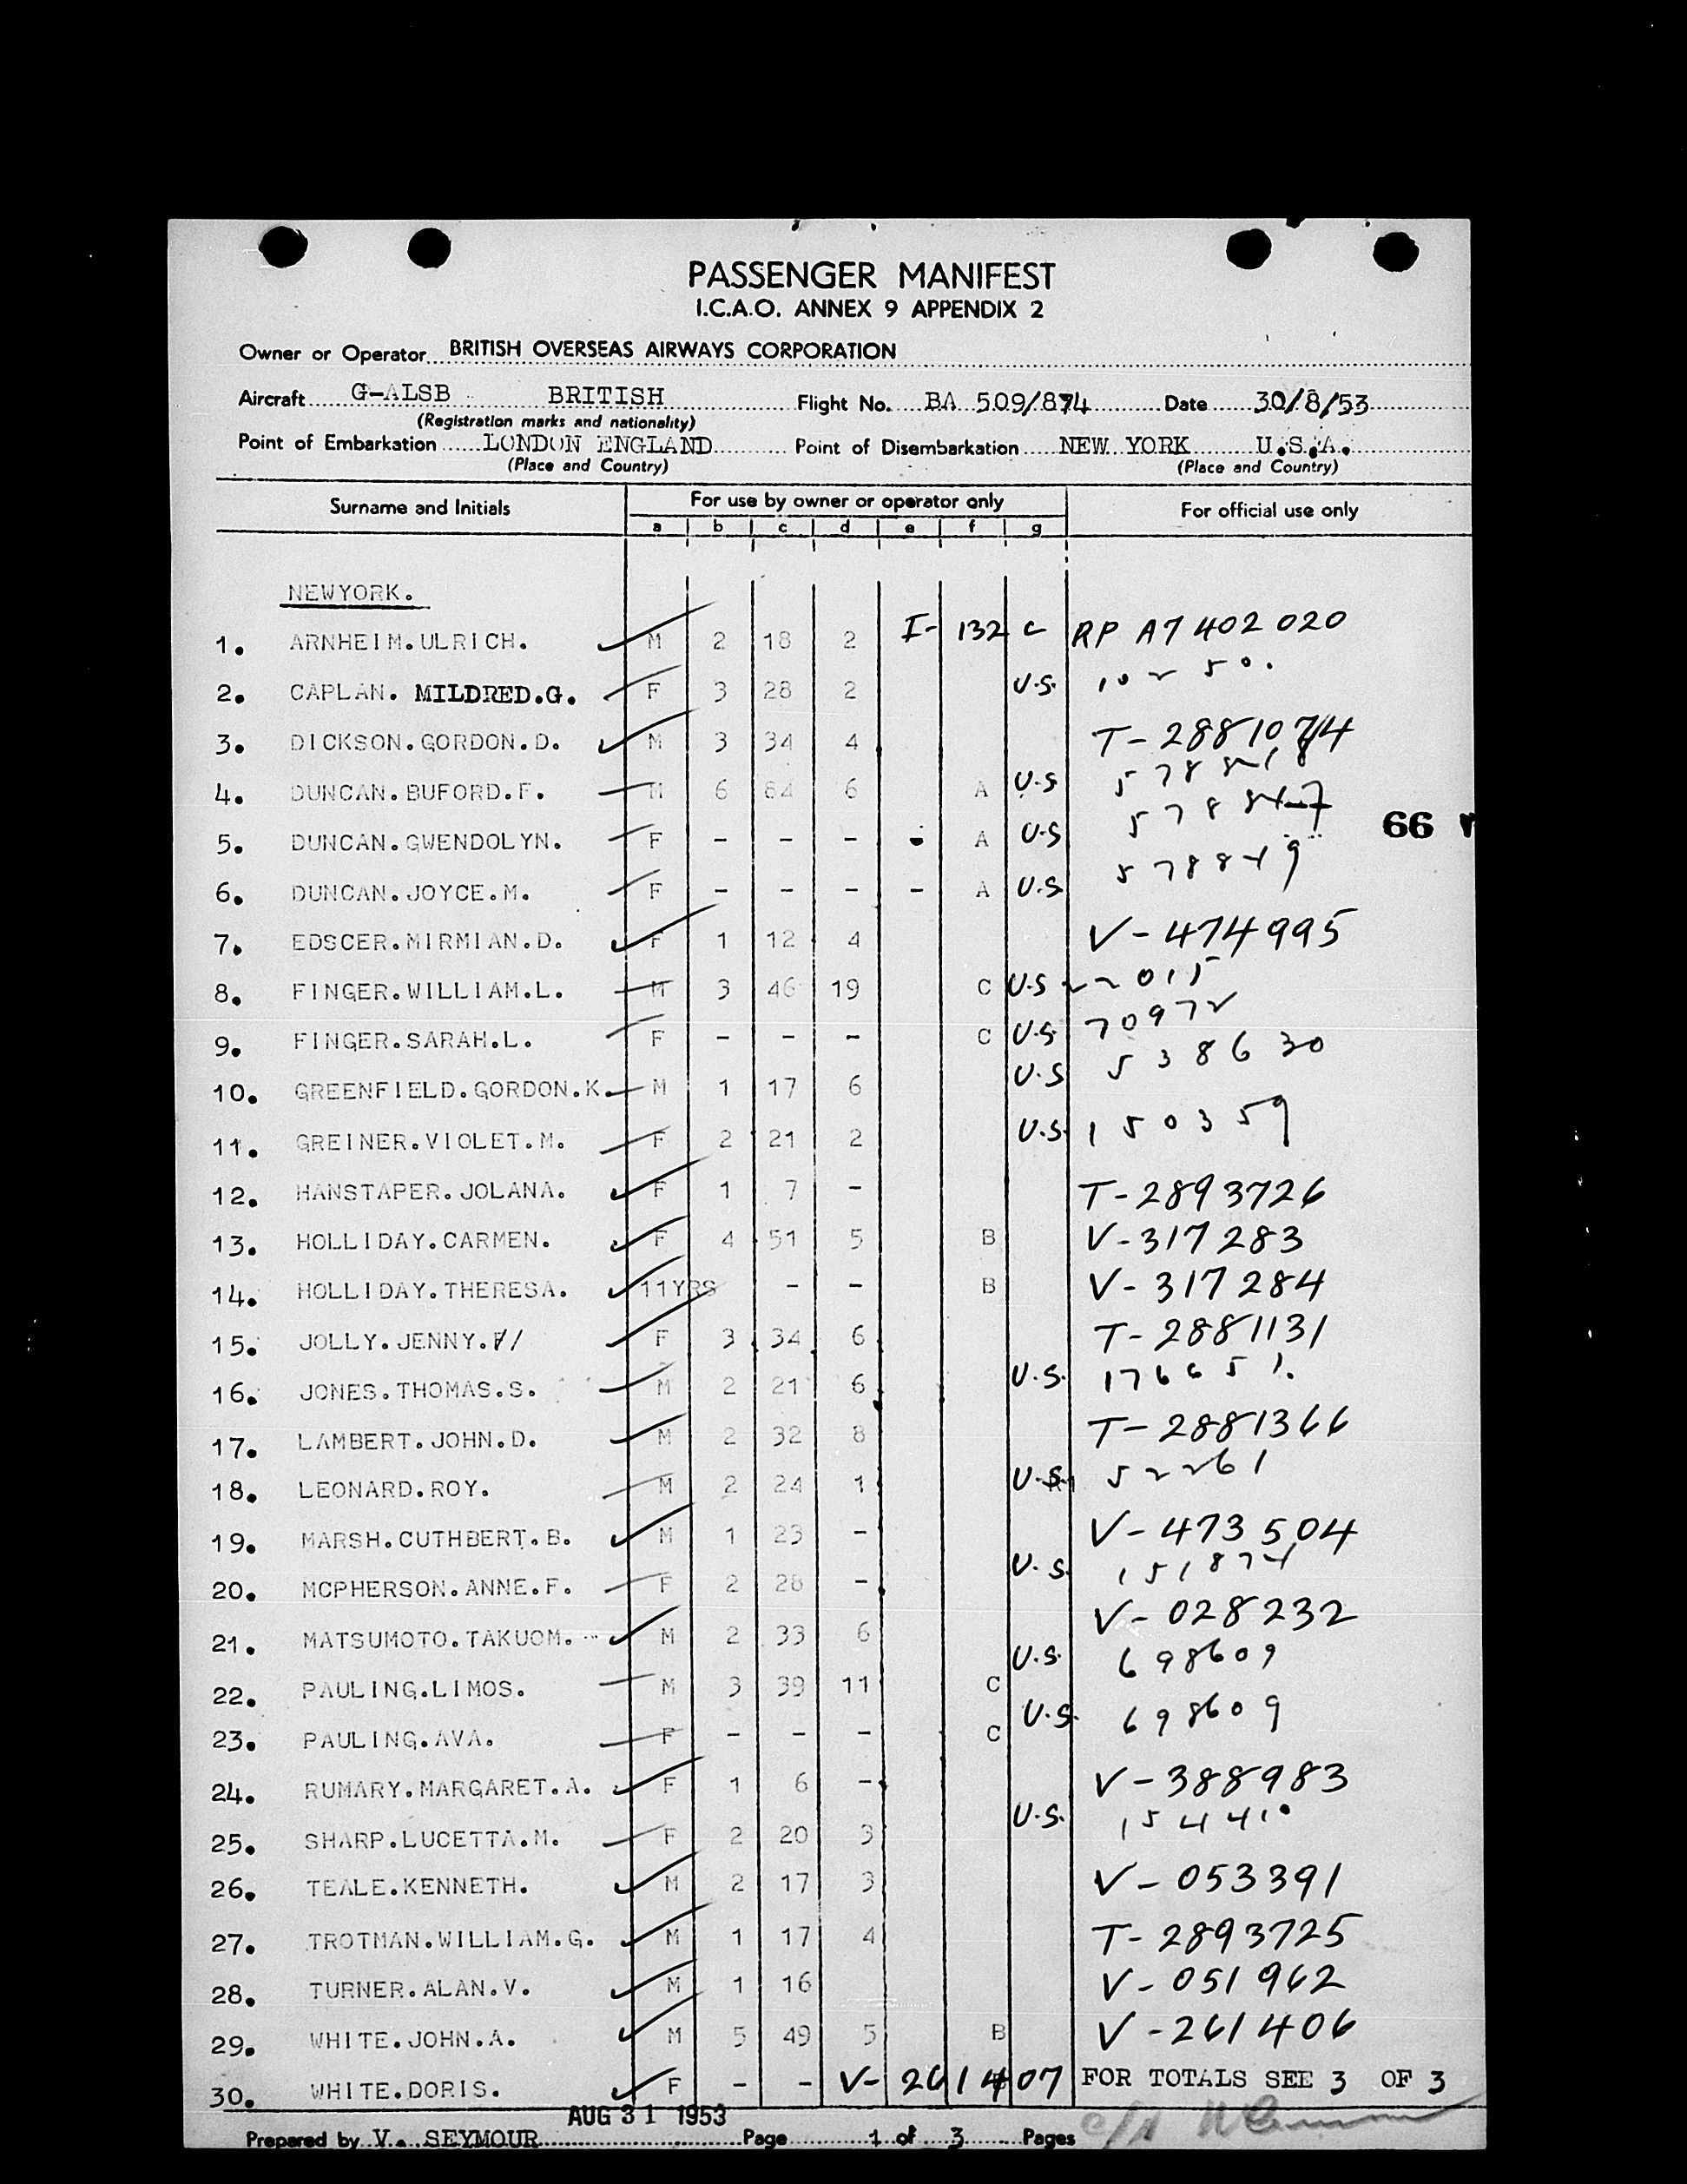 PASSENGER MANIFEST
I.C.A.O. ANNEX 9 APPENDIX 2
Owner or Operator BRITISH OVERSEAS AIRWAYS CORPORATION
Aircraft G-ALSB BRITISH Flight No. BA 509/874 Date 30/8/53
(Registration marks and nationality)
Point of Embarkation LONDON ENGLAND Point of Disembarkation NEW YORK U.S.A.
(Place and Country) (Place and Country)
Surname and Initials For use by owner or operator only For official use only
a b c d e f g
NEWYORK.
1. ARNHEIM.ULRICH. M 2 18 2 I- 132 C RP A7 402 020
2. CAPLAN. MILDRED.G. F 3 28 2 U.S. 10250.
3. DICKSON.GORDON.D. M 3 34 4 T-2881074
4. DUNCAN.BUFORD.F. M 6 64 6 A U.S 578818
5. DUNCAN.GWENDOLYN. F - - - A U.S 578847
6. DUNCAN.JOYCE.M. F - - - - A U.S 578849
66
7. EDSCER.MIRMIAN.D. F 1 12 4 V-474995
8. FINGER.WILLIAM.L. M 3 46 19 C U.S 22015
9. FINGER.SARAH.L. F - - - C U.S. 70972
10. GREENFIELD.GORDON.K. M 1 17 6 U.S 538630
11. GREINER.VIOLET.M. F 2 21 2 U.S 150359
12. HANSTAPER.JOLANA. F 1 7 - T-2893726
13. HOLLIDAY.CARMEN. F 4 51 5 B V-317283
14. HOLLIDAY.THERESA. 11YRS - - B V-317284
15. JOLLY.JENNY.F// F 3 34 6 T-2881131
16. JONES.THOMAS.S. M 2 21 6 U.S. 176651.
17. LAMBERT.JOHN.D. M 2 32 8 T-2881366
18. LEONARD.ROY. M 2 24 1 U.S. 52261
19. MARSH.CUTHBERT.B. M 1 23 - V-473504
20. MCPHERSON.ANNE.F. F 2 28 - U.S. 151874
21. MATSUMOTO.TAKUOM. M 2 33 6 V-028232
22. PAULING.LIMOS. M 3 39 11 C U.S. 698609
23. PAULING.AVA. F - - - C U.S. 698609
24. RUMARY.MARGARET.A. F 1 6 - V-388983
25. SHARP.LUCETTA.M. F 2 20 3 U.S. 154410
26. TEALE.KENNETH. M 2 17 3 V-053391
27. TROTMAN.WILLIAM.G. M 1 17 4 T-2893725
28. TURNER.ALAN.V. M 1 16 V-051962
29. WHITE.JOHN.A. M 5 49 5 B V-261406
30. WHITE.DORIS. F - - V-261407 FOR TOTALS SEE 3 OF 3
AUG 31 1953
Prepared by V. SEYMOUR Page 1 of 3 Pages